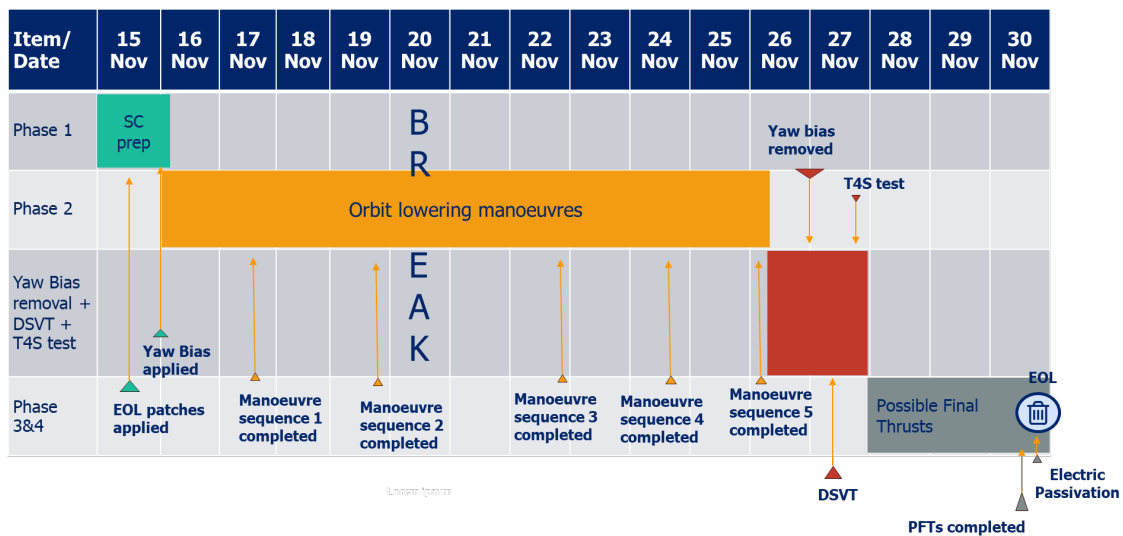 Item/
Date
15
Nov
16
Nov
17
Nov
18
Nov
19
Nov
20
Nov
21
Nov
22
Nov
23
Nov
24
Nov
25
Nov
26
Nov
27
Nov
28
Nov
29
Nov
30
Nov
Phase 1
SC
prep
B
R
EAK
Yaw bias
removed
Phase 2
Orbit lowering manoeuvres
T4S test
Yaw Bias
removal +
DSVT +
T4S test
Yaw Bias
applied
Phase
3&4
EOL patches
applied
Manoeuvre
sequence 1
completed
Manoeuvre
sequence 2
completed
Manoeuvre
sequence 3
completed
Manoeuvre
sequence 4
completed
Manoeuvre
sequence 5
completed
Possible Final
Thrusts
EOL
DSVT
Electric
Passivation
PFTs completed
Lorem ipsum